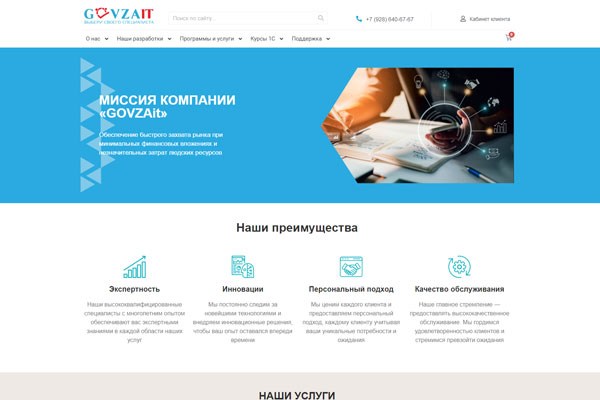 GOVZAIT
ВЫБЕРИ СВОЕГО СПЕЦИАЛИСТА
Поиск по сайту
+7 (928) 640-67-67
Кабинет клиента
О нас
Наши разработки
Программы и услуги
Курсы 1С
Поддержка
0
МИССИЯ КОМПАНИИ
«GOVZAit»
Обеспечение быстрого захвата рынка при
минимальных финансовых вложениях и
незначительных затрат людских ресурсов
Наши преимущества
Экспертность
Наши высококвалифицированные
специалисты с многолетним опытом
обеспечивают вас экспертными
знаниями в каждой области наших
услуг
Инновации
Мы постоянно следим за
новейшими технологиями и
внедряем инновационные решения,
чтобы ваш опыт оставался впереди
времени
Персональный подход
Мы ценим каждого клиента и
предоставляем персональный
подход, каждому клиенту учитывая
ваши уникальные потребности и
ожидания
Качество обслуживания
Наше главное стремление —
предоставлять высококачественное
обслуживание. Мы гордимся
удовлетворенностью клиентов и
стремимся превзойти ожидания
НАШИ УСЛУГИ